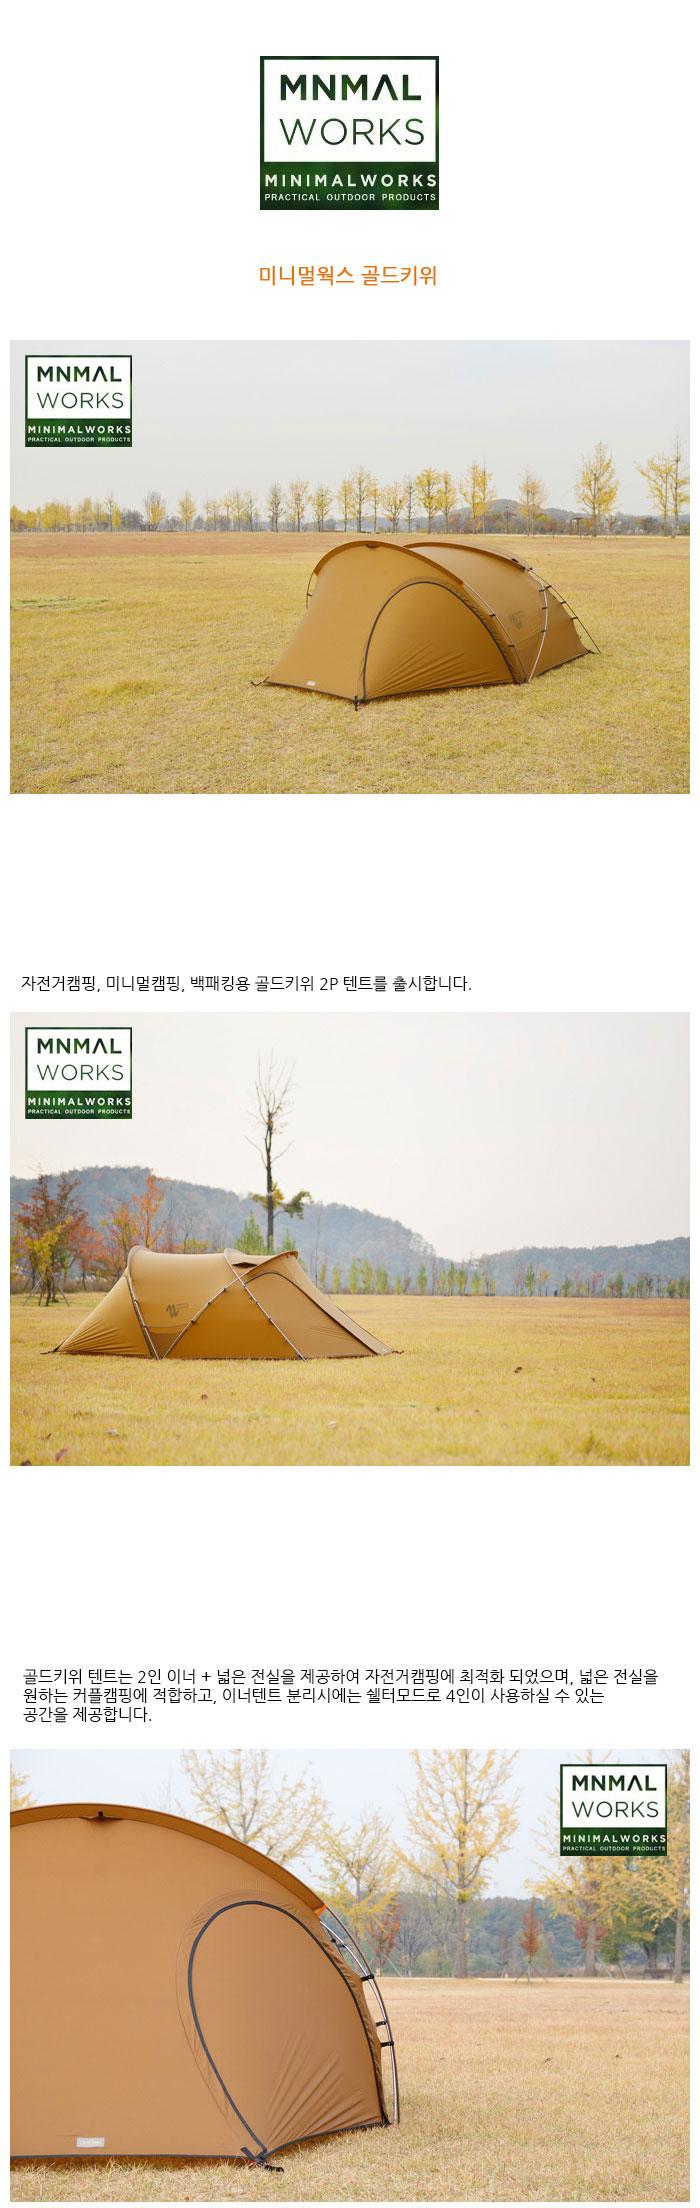 MNMAL
WORKS
MINIMALWORKS
PRACTICAL OUTDOOR PRODUCTS
미니멀웍스 골드키위
MNMAL
WORKS
MINIMALWORKS
PRACTICAL OUTDOOR PRODUCTS
자전거캠핑, 미니멀캠핑, 백패킹용 골드키위 2P 텐트를 출시합니다.
MNMAL
WORKS
MINIMALWORKS
PRACTICAL OUTDOOR PRODUCTS
골드키위 텐트는 2인 이너 + 넓은 전실을 제공하여 자전거캠핑에 최적화 되었으며, 넓은 전실을
원하는 커플캠핑에 적합하고, 이너텐트 분리시에는 쉘터모드로 4인이 사용하실 수 있는
공간을 제공합니다.
MNMAL
WORKS
MINIMALWORKS
PRACTICAL OUTDOOR PRODUCTS